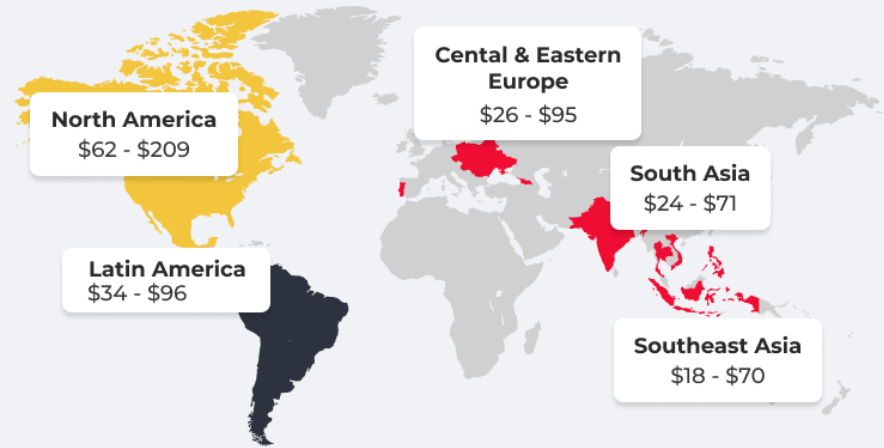 Cental & Eastern
Europe
$26 - $95
North America
$62 - $209
South Asia
$24 - $71
Latin America
$34 - $96
Southeast Asia
$18 - $70